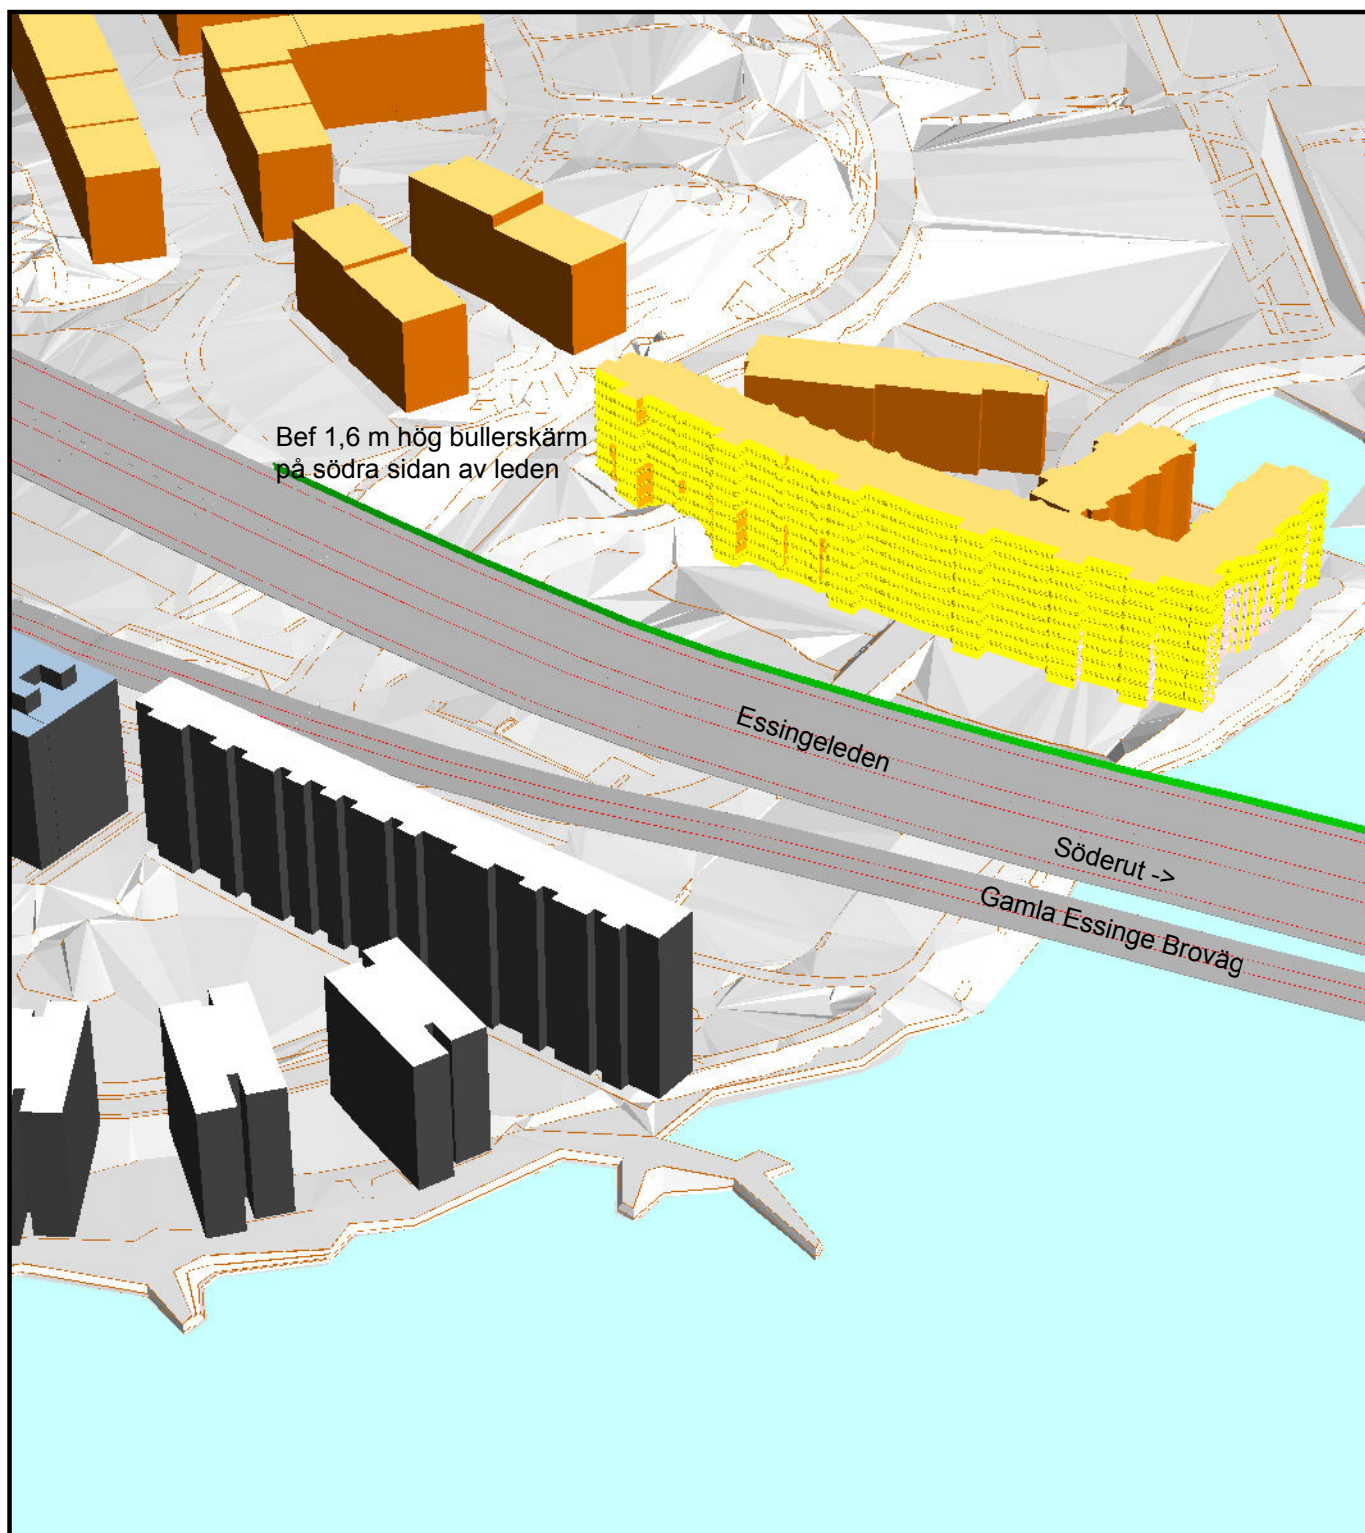 Bef 1,6 m hög bullerskärm
på södra sidan av leden
Essingeleden
Söderut ->
Gamla Essinge Broväg